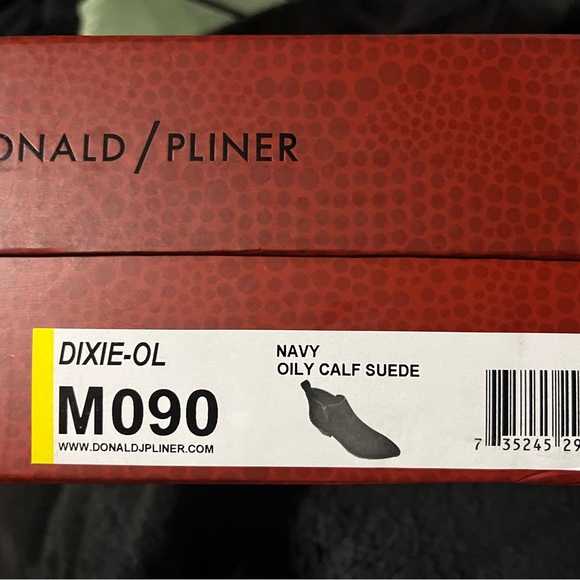 ONALD/PLINER
DIXIE-OL
M090
WWW.DONALDJPLINER.COM
NAVY
OILY CALF SUEDE
7 35245 29